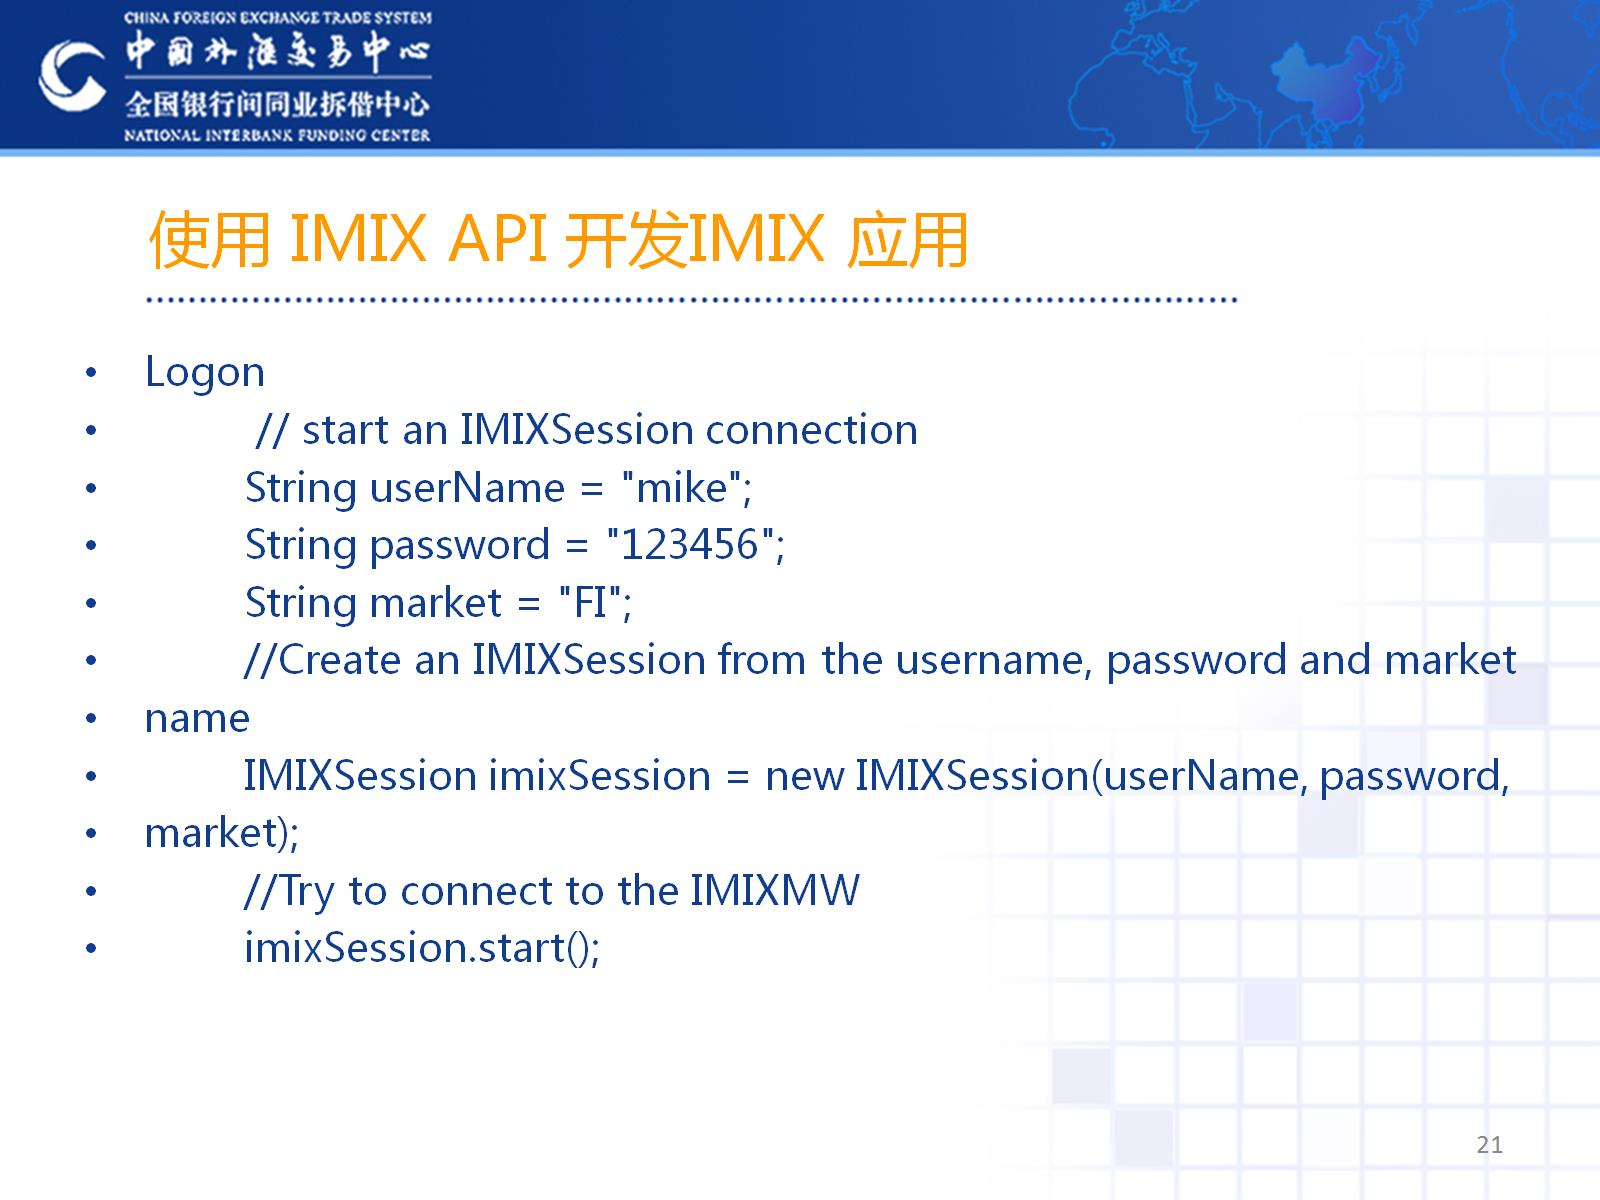 CHINA FOREIGN EXCHANGE TRADE SYSTEM
中国外汇交易中心
全国银行间同业拆借中心
NATIONAL INTERBANK FUNDING CENTER
使用 IMIX API 开发IMIX 应用
• Logon
• // start an IMIXSession connection
• String userName = "mike";
• String password = "123456";
• String market = "FI";
• //Create an IMIXSession from the username, password and market
• name
• IMIXSession imixSession = new IMIXSession(userName, password,
• market);
• //Try to connect to the IMIXMW
• imixSession.start();
21